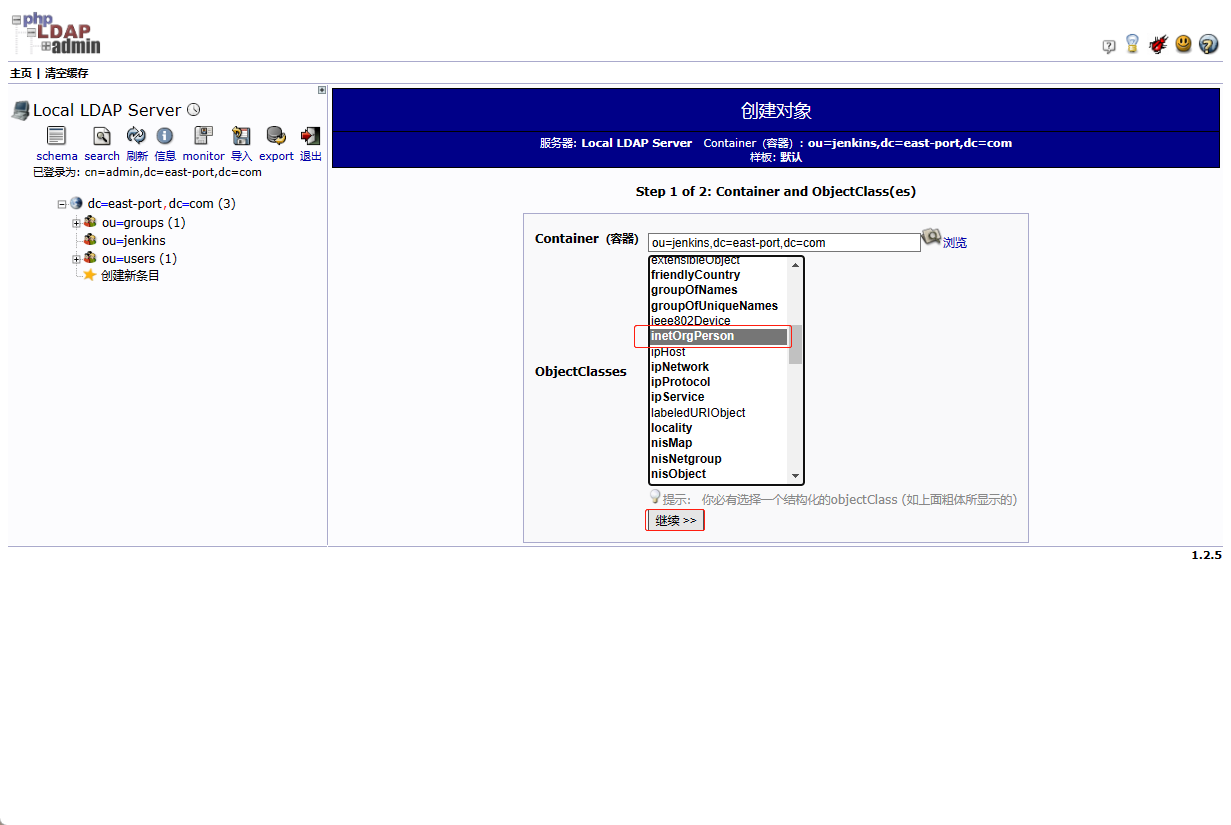 php
LDAP
admin
主页 | 清空缓存
Local LDAP Server
schema search 刷新 信息 monitor 导入 export 退出
已登录为: cn=admin,dc=east-port,dc=com
dc=east-port,dc=com (3)
ou=groups (1)
ou=jenkins
ou=users (1)
创建新条目
创建对象
服务器: Local LDAP Server Container (容器) : ou=jenkins,dc=east-port,dc=com
样板: 默认
Step 1 of 2: Container and ObjectClass(es)
Container (容器) ou=jenkins,dc=east-port,dc=com 浏览
ObjectClasses
extensibleObject
friendlyCountry
groupOfNames
groupOfUniqueNames
ieee802Device
inetOrgPerson
ipHost
ipNetwork
ipProtocol
ipService
labeledURIObject
locality
nisMap
nisNetgroup
nisObject
提示: 你必有选择一个结构化的objectClass (如上面粗体所显示的)
继续 >>
1.2.5